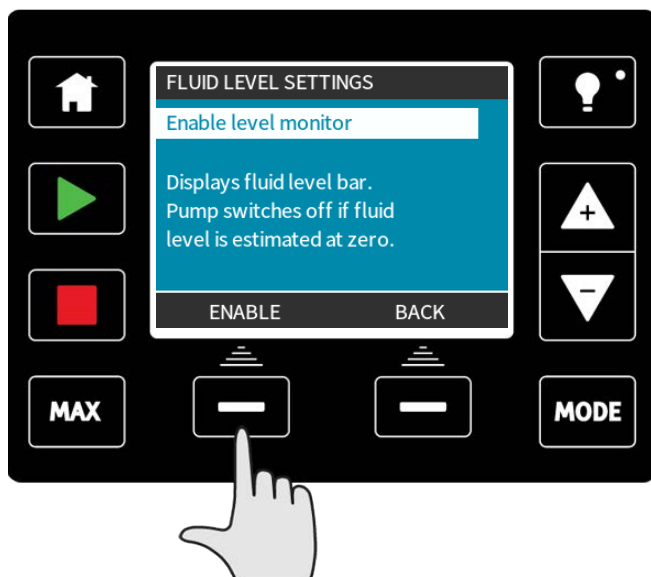 FLUID LEVEL SETTINGS
Enable level monitor
Displays fluid level bar.
Pump switches off if fluid
level is estimated at zero.
ENABLE BACK
+
−
MAX
MODE